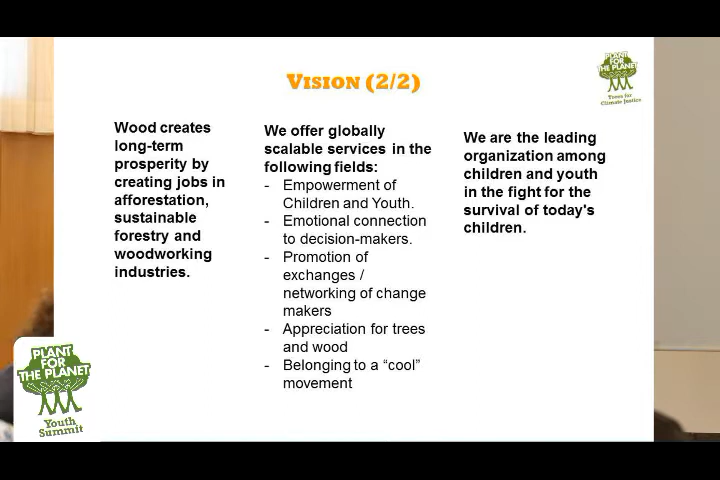 VISION (2/2)
PLANT
FOR
THE PLANET
Trees for
Climate Justice
Wood creates
long-term
prosperity by
creating jobs in
afforestation,
sustainable
forestry and
woodworking
industries.
We offer globally
scalable services in the
following fields:
- Empowerment of
Children and Youth.
- Emotional connection
to decision-makers.
- Promotion of
exchanges /
networking of change
makers
- Appreciation for trees
and wood
- Belonging to a “cool”
movement
We are the leading
organization among
children and youth
in the fight for the
survival of today's
children.
PLANT
FOR
THE PLANET
Youth
Summit